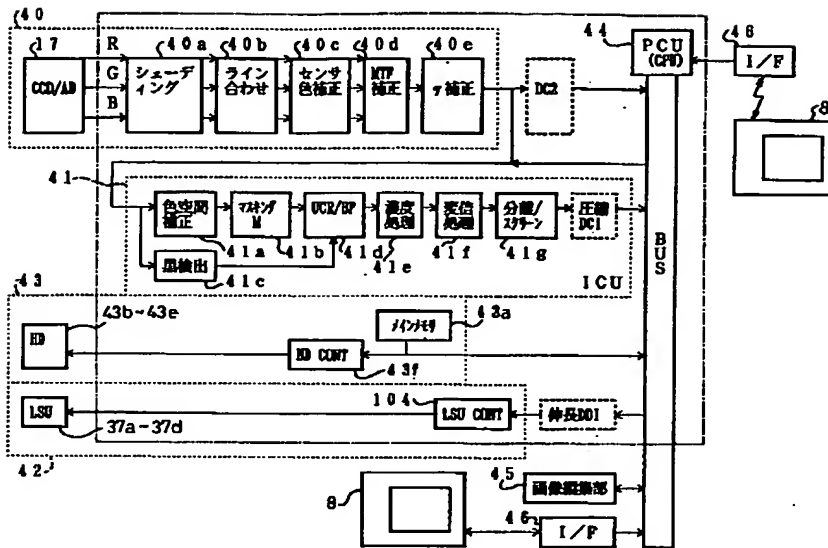 40
17
CCD/AD
R
G
B
40a
シェーディング
40b
ライン合わせ
40c
センサ色補正
40d
MTF補正
40e
γ補正
DC2
44
PCU
(CPU)
46
I/F
8
41
色空間補正
41a
マスキング
M
41b
黒検出
41c
UCR/BP
41d
濃度処理
41e
変倍処理
41f
分離/スクリーン
41g
圧縮
DC1
ICU
BUS
43
43b-43e
HD
メインメモリ
43a
HD CONT
43f
104
LSU
37a-37d
LSU CONT
伸長DD1
42
8
45
画像編集部
46
I/F